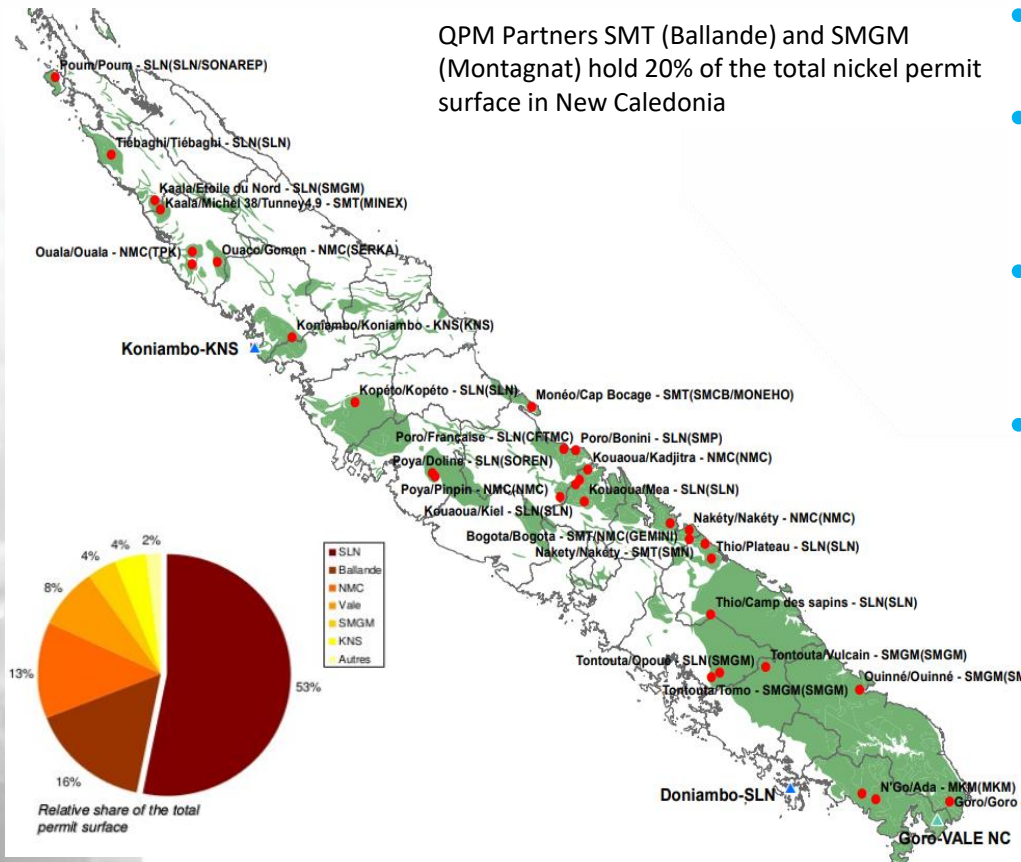 QPM Partners SMT (Ballande) and SMGM
(Montagnat) hold 20% of the total nickel permit
surface in New Caledonia
Poum/Poum - SLN(SLN/SONAREP)
Tiébaghi/Tiébaghi - SLN(SLN)
Kaala/Etoile du Nord - SLN(SMGM)
Kaala/Michel 38/Tunney4.9 - SMT(MINEX)
Ouala/Ouala - NMC(TPK)
Ouaco/Gomen - NMC(SERKA)
Koniambo/Koniambo - KNS(KNS)
Koniambo-KNS
Kopéto/Kopéto - SLN(SLN)
Monéo/Cap Bocage - SMT(SMCB/MONEHO)
Poro/Française - SLN(CFTMC)
Poro/Bonini - SLN(SMP)
Kouaoua/Kadjitra - NMC(NMC)
Poya/Doline - SLN(SOREN)
Poya/Pinpin - NMC(NMC)
Kouaoua/Mea - SLN(SLN)
Kouaoua/Kiel - SLN(SLN)
Nakéty/Nakéty - NMC(NMC)
Bogota/Bogota - SMT/NMC(GEMINI)
Nakety/Nakéty - SMT(SMN)
Thio/Plateau - SLN(SLN)
Thio/Camp des sapins - SLN(SLN)
Tontouta/Vulcain - SMGM(SMGM)
Tontouta/Opoué - SLN(SMGM)
Ouinné/Ouinné - SMGM(SM
Tontouta/Tomo - SMGM(SMGM)
N'Go/Ada - MKM(MKM)
Doniambo-SLN
Goro/Goro
Goro-VALE NC
2%
4%
4%
8%
13%
16%
53%
SLN
Ballande
NMC
Vale
SMGM
KNS
Autres
Relative share of the total
permit surface